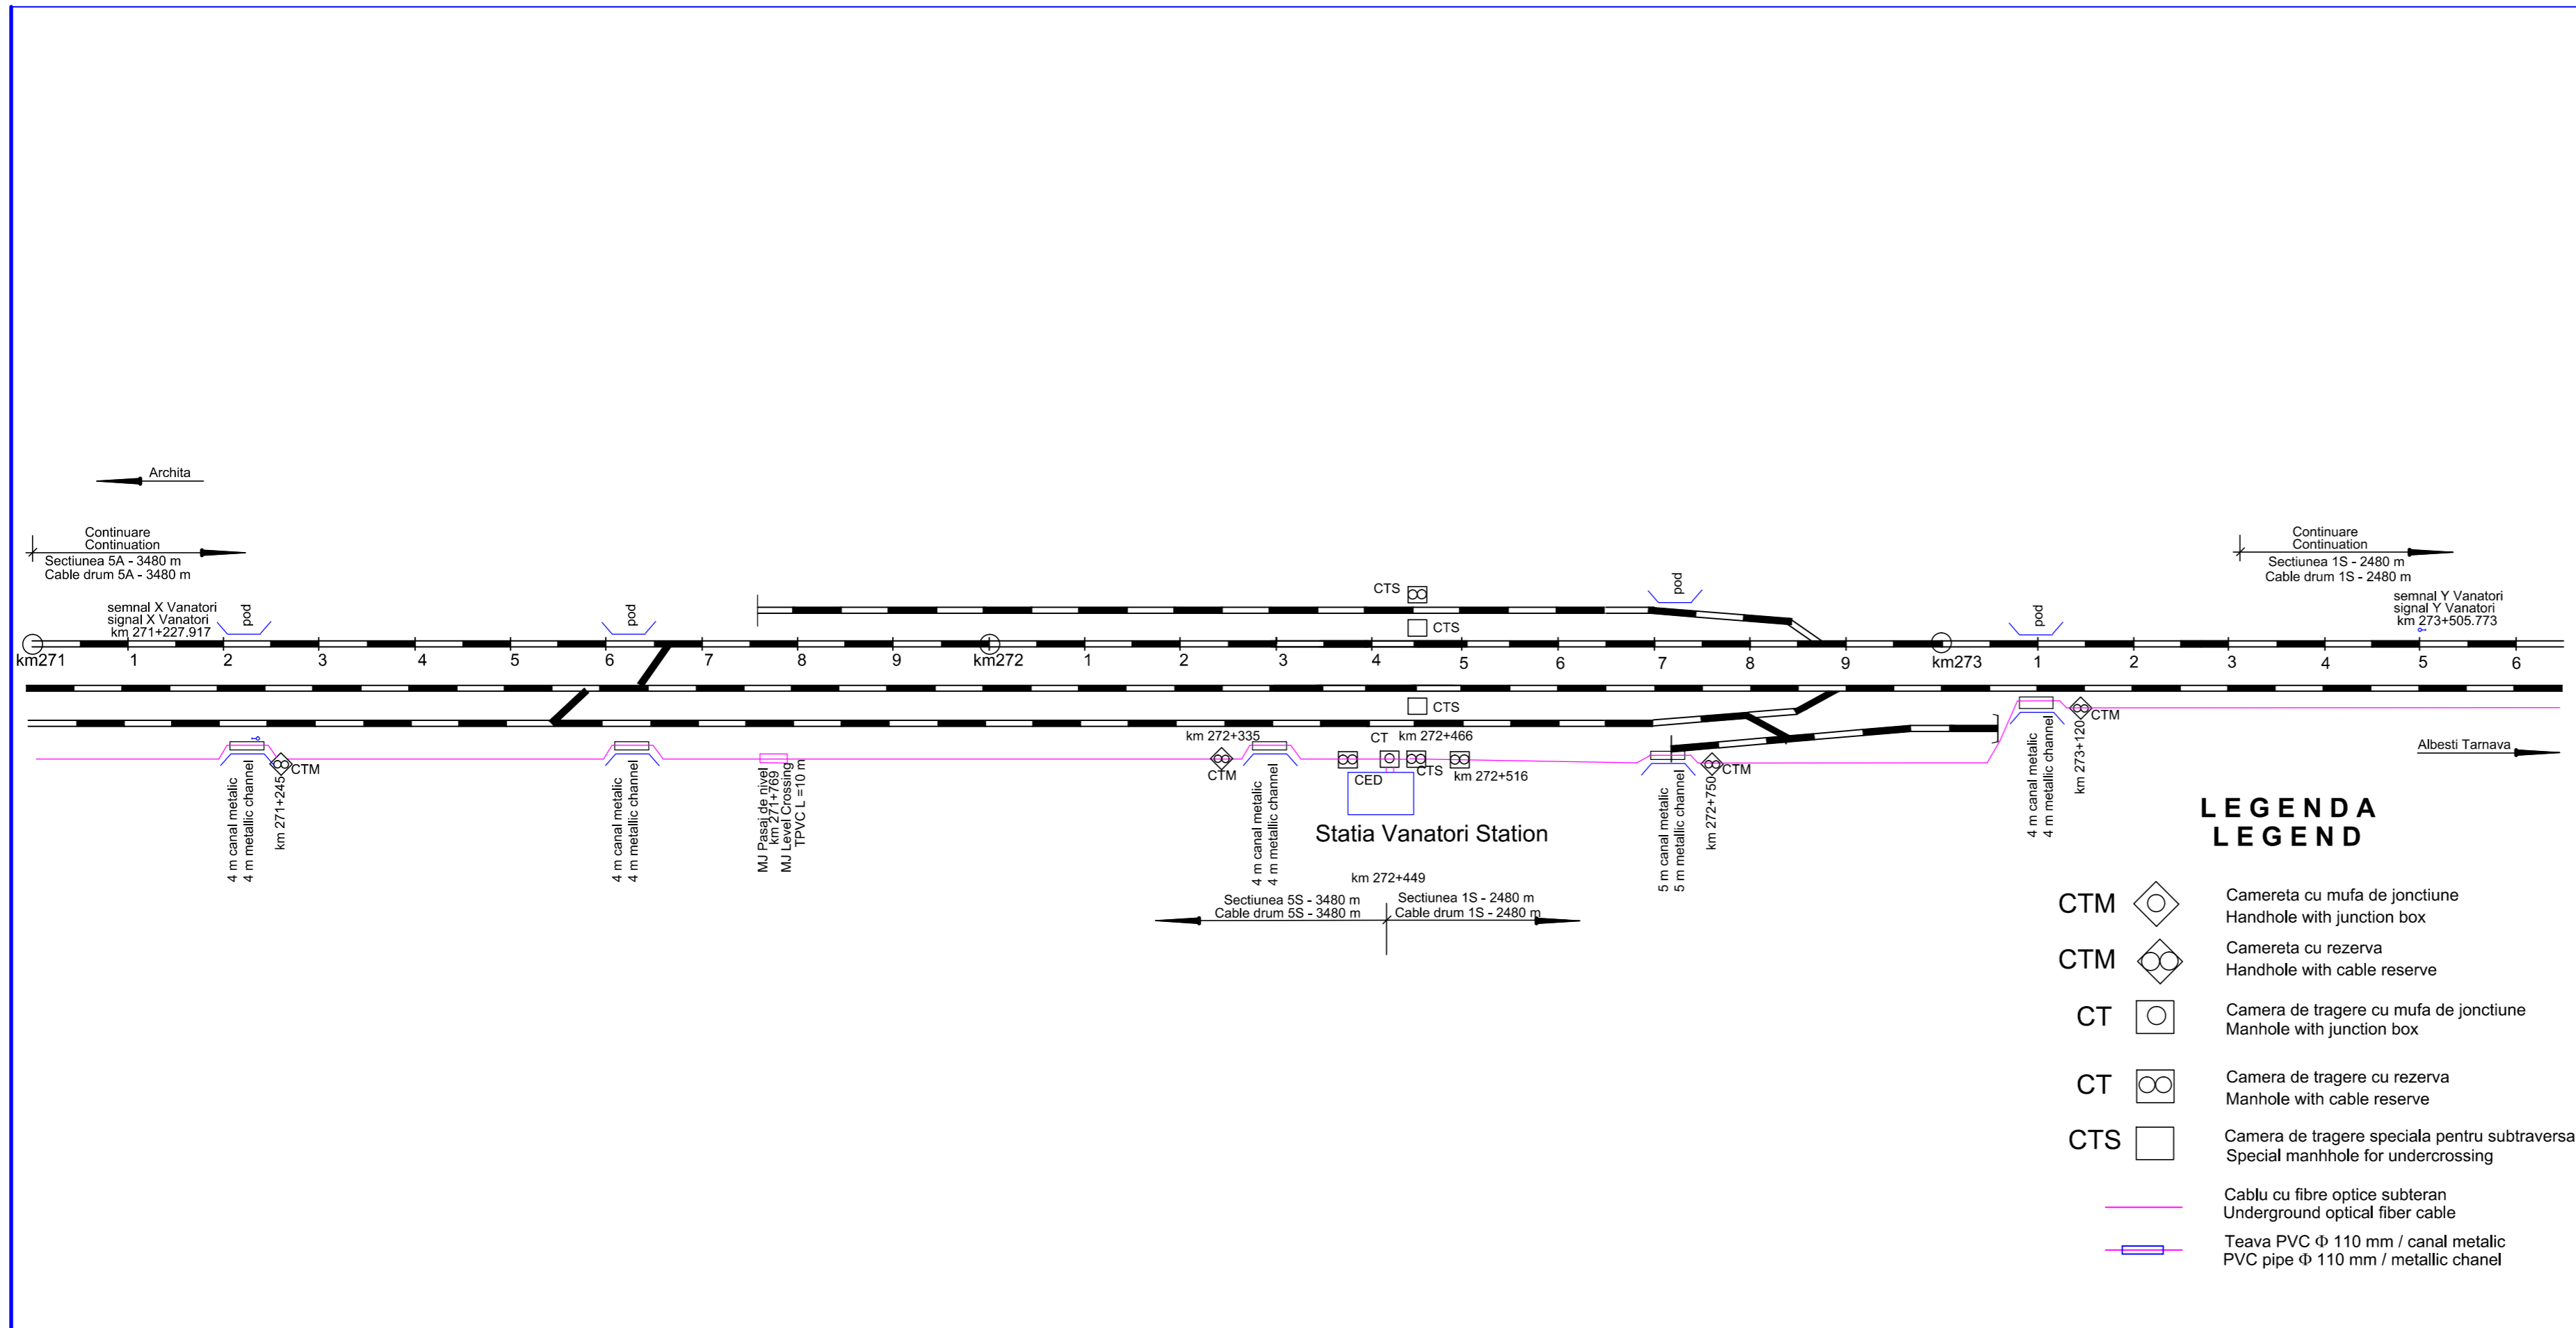 Archita
Continuare
Continuation
Sectiunea 5A - 3480 m
Cable drum 5A - 3480 m
Continuare
Continuation
Sectiunea 1S - 2480 m
Cable drum 1S - 2480 m
semnal X Vanatori
signal X Vanatori
km 271+227.917
pod
pod
CTS
pod
pod
semnal Y Vanatori
signal Y Vanatori
km 273+505.773
CTS
km271 1 2 3 4 5 6 7 8 9 km272 1 2 3 4 5 6 7 8 9 km273 1 2 3 4 5 6
CTS
km 272+335
CT
km 272+466
Albesti Tarnava
CTM
CTM
CED
CTS
km 272+516
CTM
CTM
4 m canal metalic
4 m metallic channel
km 271+245
4 m canal metalic
4 m metallic channel
MJ Pasaj de nivel
km 271+769
MJ Level Crossing
TPVC L =10 m
4 m canal metalic
4 m metallic channel
5 m canal metalic
5 m metallic channel
km 272+750
4 m canal metalic
4 m metallic channel
km 273+120
Statia Vanatori Station
km 272+449
Sectiunea 5S - 3480 m
Cable drum 5S - 3480 m
Sectiunea 1S - 2480 m
Cable drum 1S - 2480 m
LEGENDA
LEGEND
CTM
Camereta cu mufa de jonctiune
Handhole with junction box
CTM
Camereta cu rezerva
Handhole with cable reserve
CT
Camera de tragere cu mufa de jonctiune
Manhole with junction box
CT
Camera de tragere cu rezerva
Manhole with cable reserve
CTS
Camera de tragere speciala pentru subtraversa
Special manhhole for undercrossing
Cablu cu fibre optice subteran
Underground optical fiber cable
Teava PVC Φ 110 mm / canal metalic
PVC pipe Φ 110 mm / metallic chanel